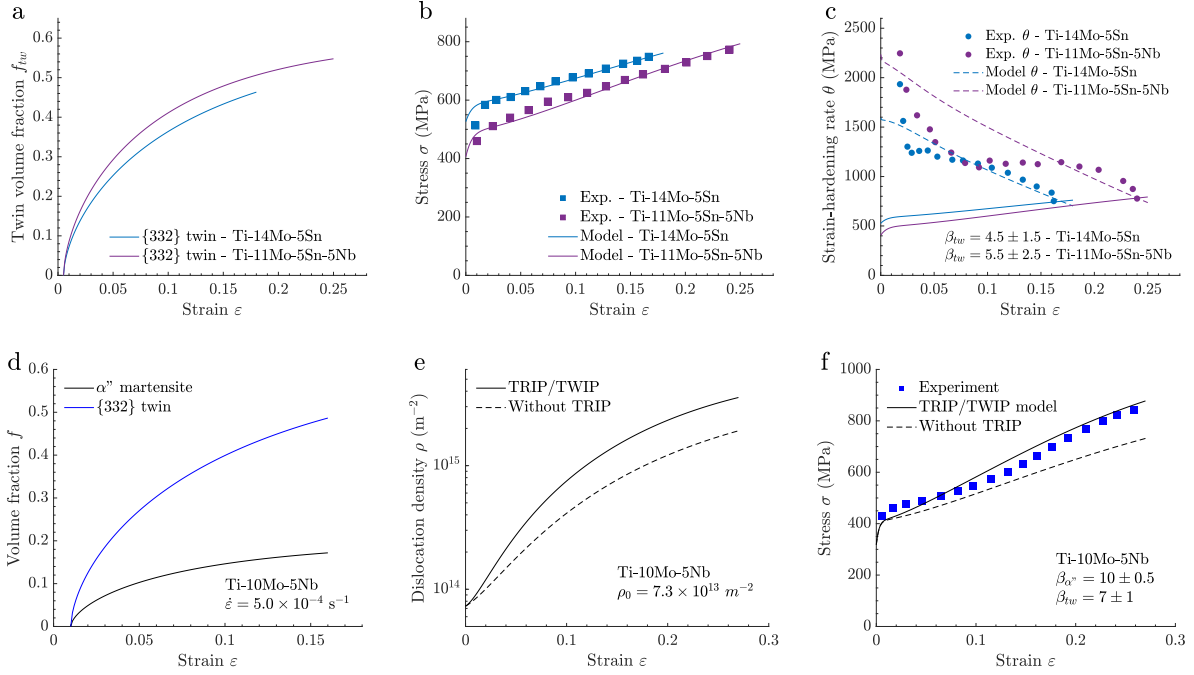 a
0.6
0.5
0.4
0.3
0.2
0.1
0
Twin volume fraction f_tw
{332} twin - Ti-14Mo-5Sn
{332} twin - Ti-11Mo-5Sn-5Nb
0 0.05 0.1 0.15 0.2 0.25
Strain ε
b
800
600
400
200
0
Stress σ (MPa)
Exp. - Ti-14Mo-5Sn
Exp. - Ti-11Mo-5Sn-5Nb
Model - Ti-14Mo-5Sn
Model - Ti-11Mo-5Sn-5Nb
0 0.05 0.1 0.15 0.2 0.25
Strain ε
c
2500
2000
1500
1000
500
0
Strain-hardening rate θ (MPa)
Exp. θ - Ti-14Mo-5Sn
Exp. θ - Ti-11Mo-5Sn-5Nb
Model θ - Ti-14Mo-5Sn
Model θ - Ti-11Mo-5Sn-5Nb
β_tw = 4.5 ± 1.5 - Ti-14Mo-5Sn
β_tw = 5.5 ± 2.5 - Ti-11Mo-5Sn-5Nb
0 0.05 0.1 0.15 0.2 0.25
Strain ε
d
0.6
0.5
0.4
0.3
0.2
0.1
0
Volume fraction f
α" martensite
{332} twin
Ti-10Mo-5Nb
ε̇ = 5.0 × 10⁻⁴ s⁻¹
0 0.05 0.1 0.15
Strain ε
e
10¹⁵
10¹⁴
Dislocation density ρ (m⁻²)
TRIP/TWIP
Without TRIP
Ti-10Mo-5Nb
ρ₀ = 7.3 × 10¹³ m⁻²
0 0.1 0.2 0.3
Strain ε
f
1000
800
600
400
200
0
Stress σ (MPa)
Experiment
TRIP/TWIP model
Without TRIP
Ti-10Mo-5Nb
β_α" = 10 ± 0.5
β_tw = 7 ± 1
0 0.1 0.2 0.3
Strain ε